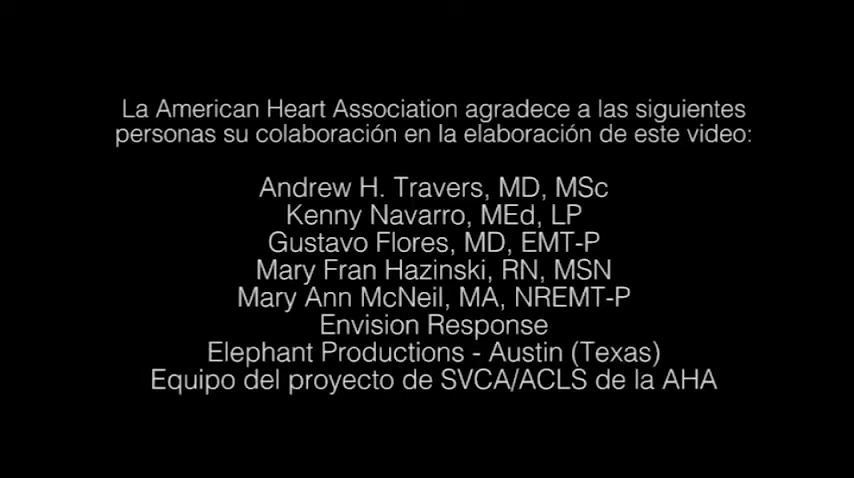 La American Heart Association agradece a las siguientes
personas su colaboración en la elaboración de este video:
Andrew H. Travers, MD, MSc
Kenny Navarro, MEd, LP
Gustavo Flores, MD, EMT-P
Mary Fran Hazinski, RN, MSN
Mary Ann McNeil, MA, NREMT-P
Envision Response
Elephant Productions - Austin (Texas)
Equipo del proyecto de SVCA/ACLS de la AHA